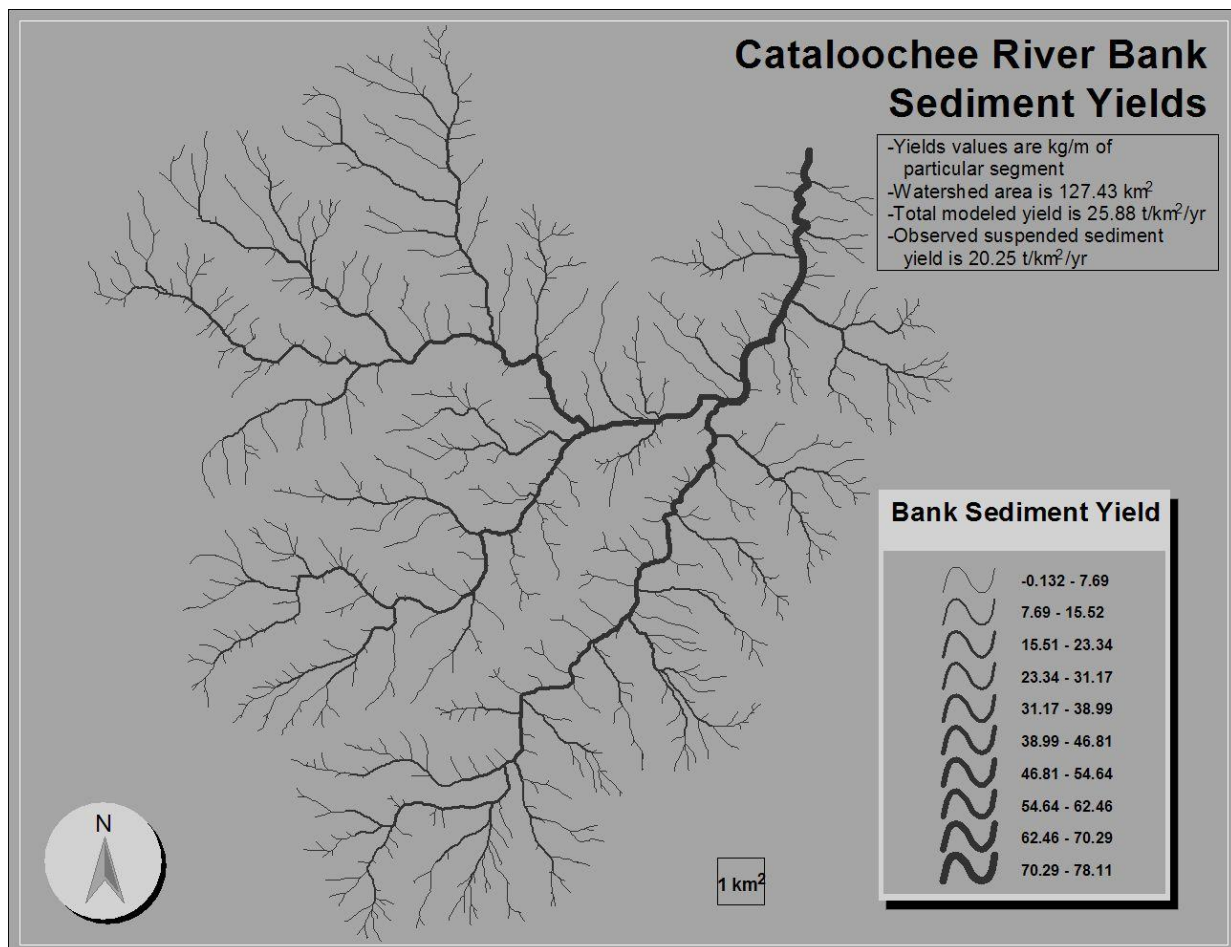 Cataloochee River Bank
Sediment Yields
-Yields values are kg/m of
particular segment
-Watershed area is 127.43 km²
-Total modeled yield is 25.88 t/km²/yr
-Observed suspended sediment
yield is 20.25 t/km²/yr
Bank Sediment Yield
-0.132 - 7.69
7.69 - 15.52
15.51 - 23.34
23.34 - 31.17
31.17 - 38.99
38.99 - 46.81
46.81 - 54.64
54.64 - 62.46
62.46 - 70.29
70.29 - 78.11
N
1 km²